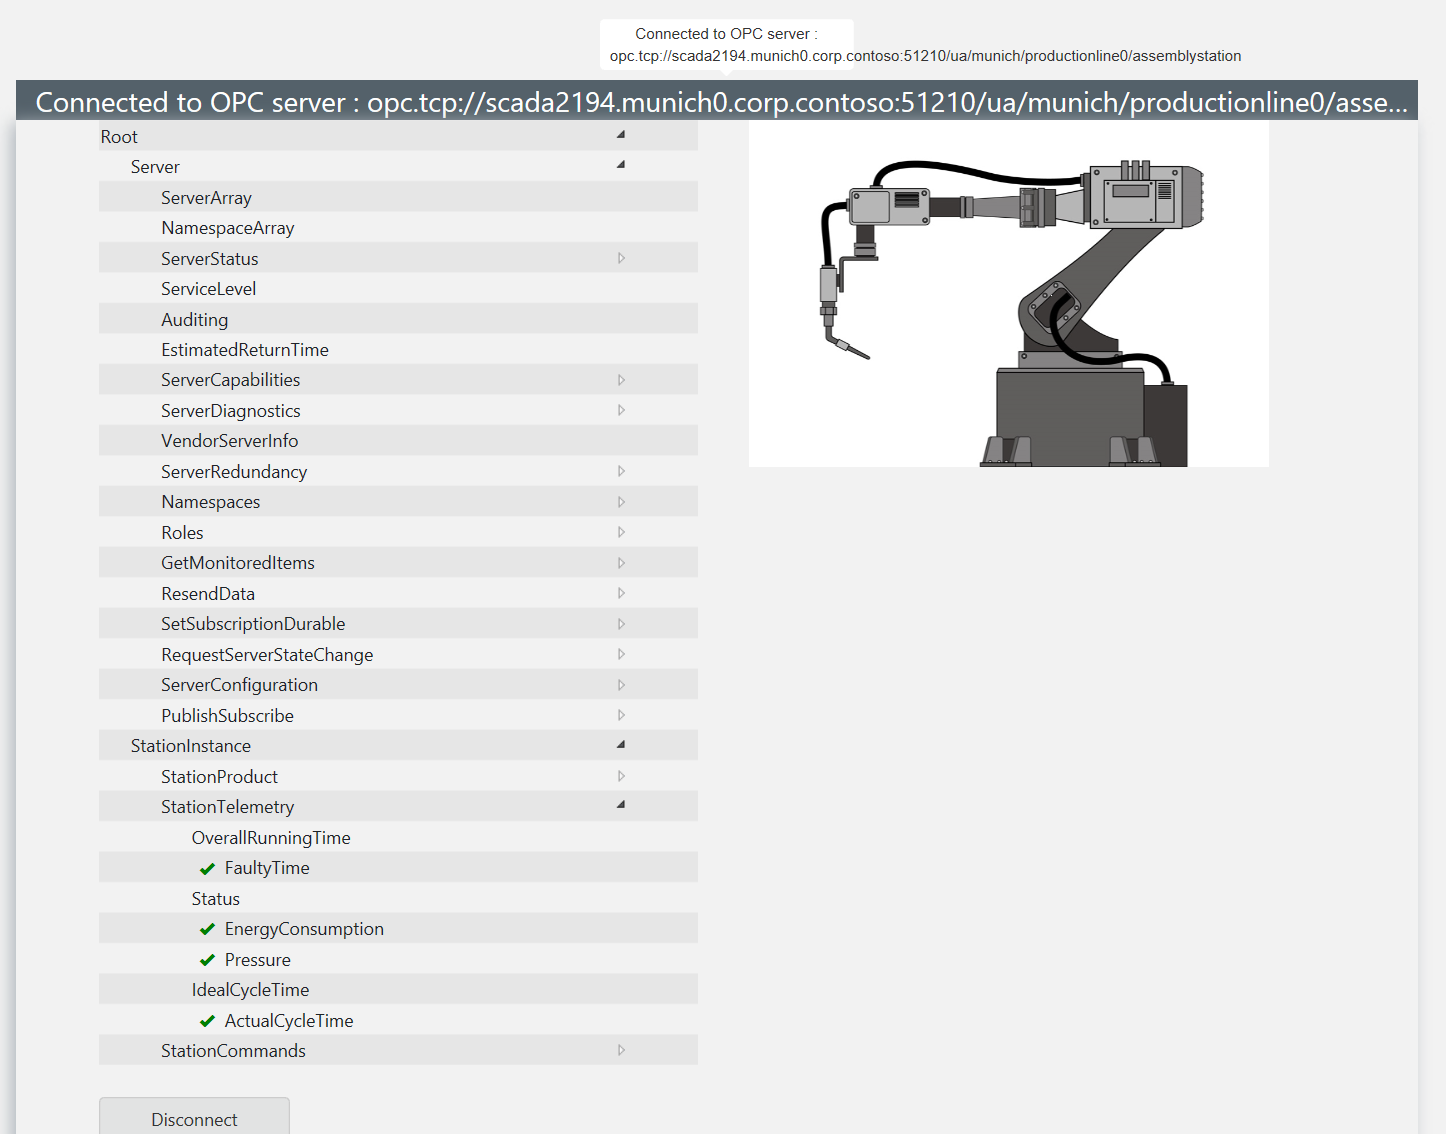 Connected to OPC server :
opc.tcp://scada2194.munich0.corp.contoso:51210/ua/munich/productionline0/assemblystation
Connected to OPC server : opc.tcp://scada2194.munich0.corp.contoso:51210/ua/munich/productionline0/asse...
Root
Server
ServerArray
NamespaceArray
ServerStatus
ServiceLevel
Auditing
EstimatedReturnTime
ServerCapabilities
ServerDiagnostics
VendorServerInfo
ServerRedundancy
Namespaces
Roles
GetMonitoredItems
ResendData
SetSubscriptionDurable
RequestServerStateChange
ServerConfiguration
PublishSubscribe
StationInstance
StationProduct
StationTelemetry
OverallRunningTime
FaultyTime
Status
EnergyConsumption
Pressure
IdealCycleTime
ActualCycleTime
StationCommands
Disconnect